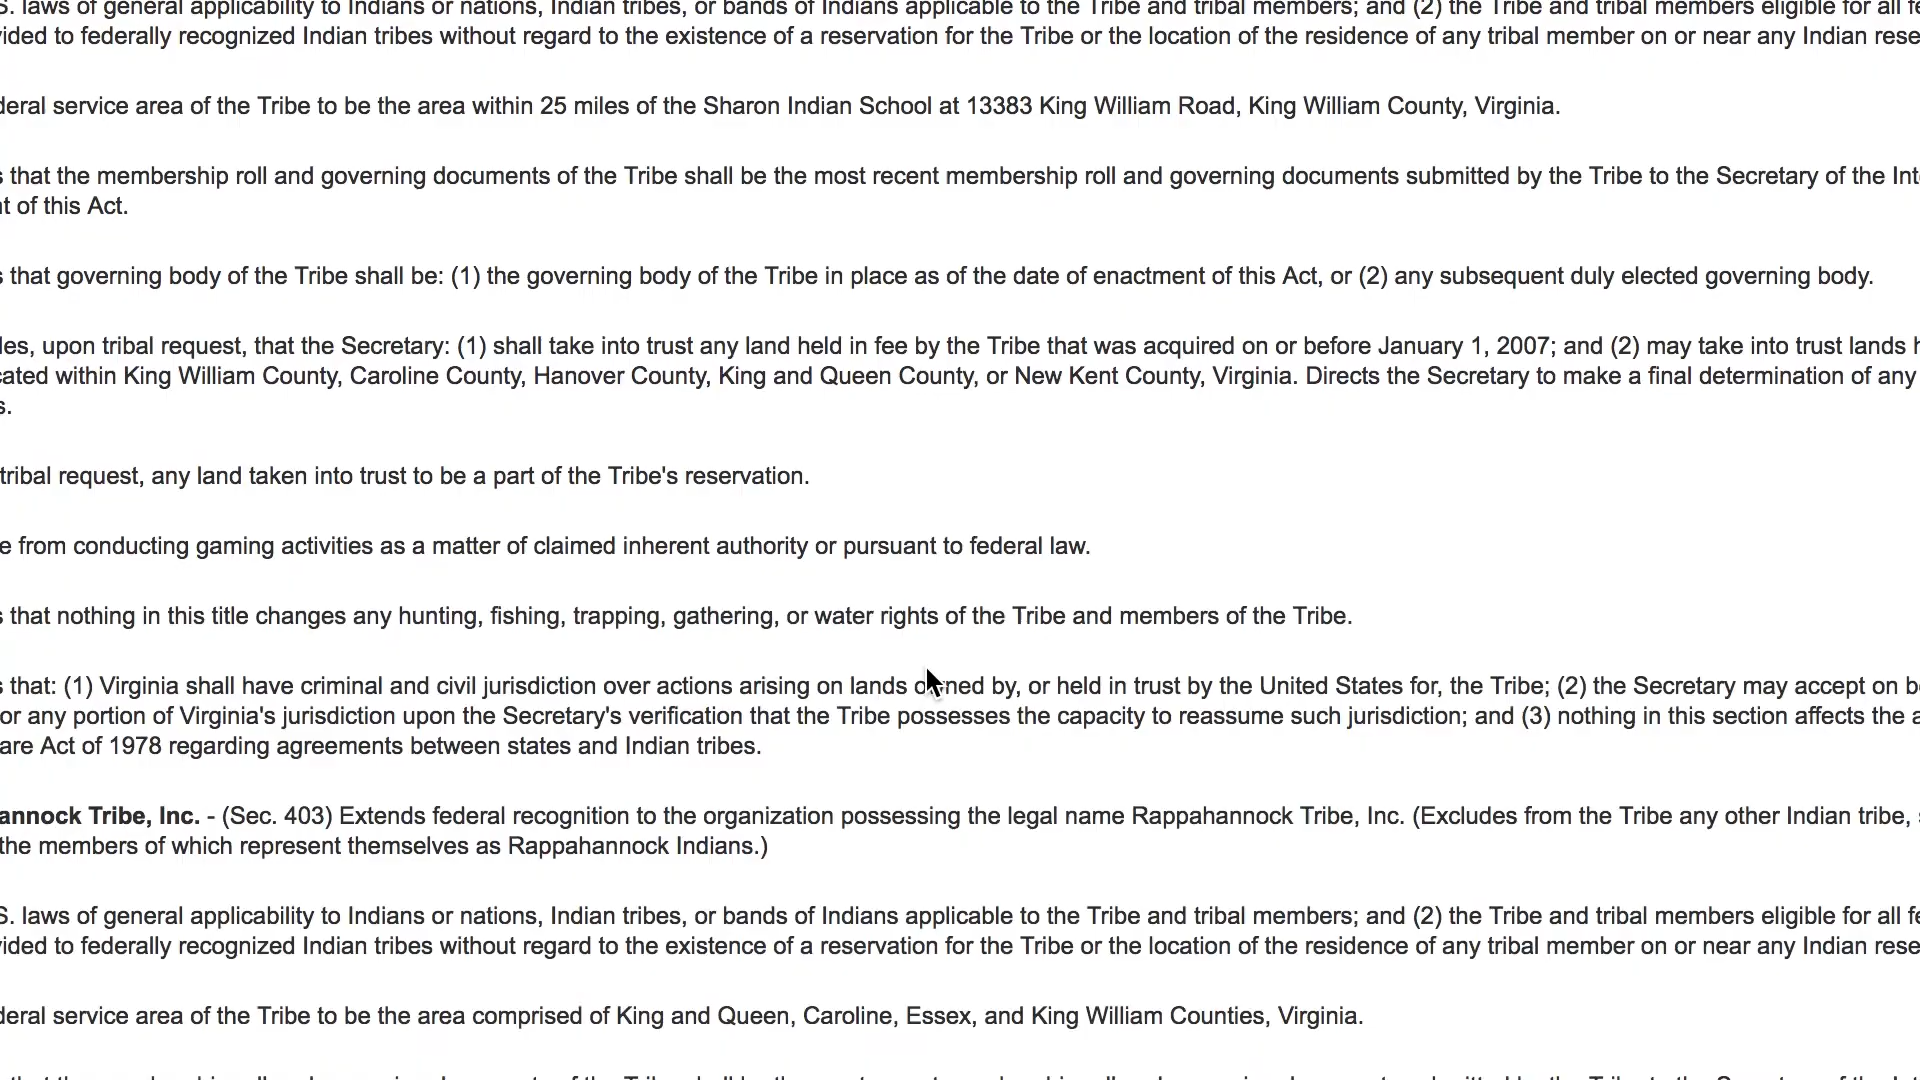 S. laws of general applicability to Indians or nations, Indian tribes, or bands of Indians applicable to the Tribe and tribal members; and (2) the Tribe and tribal members eligible for all
to federally recognized Indian tribes without regard to the existence of a reservation for the Tribe or the location of the residence of any tribal member on or near any Indian
service area of the Tribe to be the area within 25 miles of the Sharon Indian School at 13383 King William Road, King William County, Virginia.
that the membership roll and governing documents of the Tribe shall be the most recent membership roll and governing documents submitted by the Tribe to the Secretary of the
of this Act.
that governing body of the Tribe shall be: (1) the governing body of the Tribe in place as of the date of enactment of this Act, or (2) any subsequent duly elected governing body.
upon tribal request, that the Secretary: (1) shall take into trust any land held in fee by the Tribe that was acquired on or before January 1, 2007; and (2) may take into trust lands
within King William County, Caroline County, Hanover County, King and Queen County, or New Kent County, Virginia. Directs the Secretary to make a final determination of any
s.
tribal request, any land taken into trust to be a part of the Tribe's reservation.
e from conducting gaming activities as a matter of claimed inherent authority or pursuant to federal law.
that nothing in this title changes any hunting, fishing, trapping, gathering, or water rights of the Tribe and members of the Tribe.
that: (1) Virginia shall have criminal and civil jurisdiction over actions arising on lands owned by, or held in trust by the United States for, the Tribe; (2) the Secretary may accept on
or any portion of Virginia's jurisdiction upon the Secretary's verification that the Tribe possesses the capacity to reassume such jurisdiction; and (3) nothing in this section affects the
are Act of 1978 regarding agreements between states and Indian tribes.
annock Tribe, Inc. - (Sec. 403) Extends federal recognition to the organization possessing the legal name Rappahannock Tribe, Inc. (Excludes from the Tribe any other Indian tribe,
the members of which represent themselves as Rappahannock Indians.)
S. laws of general applicability to Indians or nations, Indian tribes, or bands of Indians applicable to the Tribe and tribal members; and (2) the Tribe and tribal members eligible for all
to federally recognized Indian tribes without regard to the existence of a reservation for the Tribe or the location of the residence of any tribal member on or near any Indian
service area of the Tribe to be the area comprised of King and Queen, Caroline, Essex, and King William Counties, Virginia.